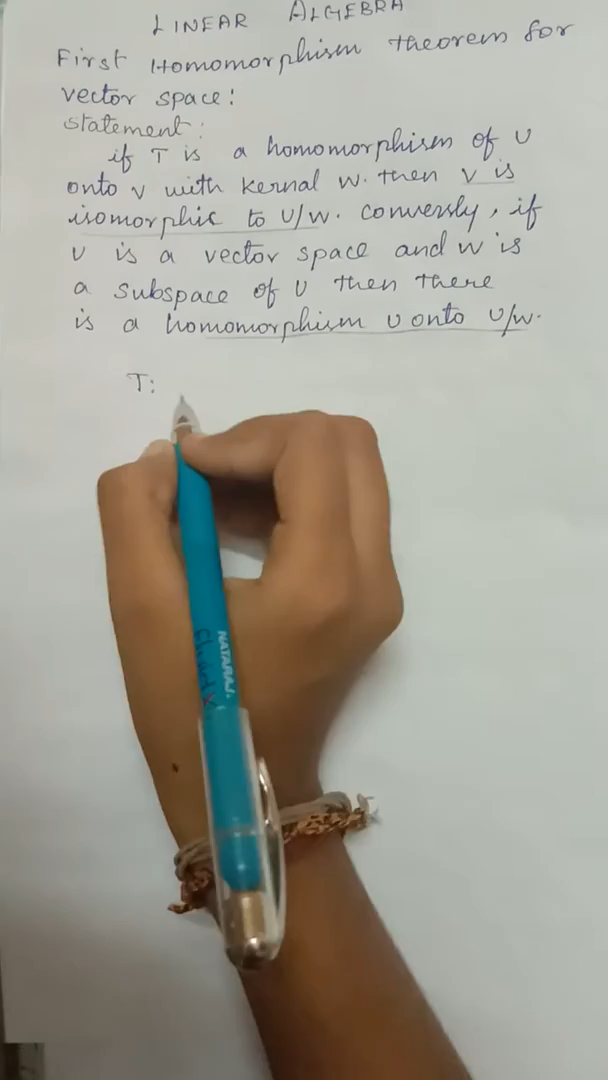 LINEAR ALGEBRA
First Homomorphism theorem for
vector space:
Statement:
if T is a homomorphism of U
onto V with kernal W. then V is
isomorphic to U/W. conversly, if
U is a vector space and W is
a subspace of U then there
is a homomorphism U onto U/W.
T:
NATARAJ